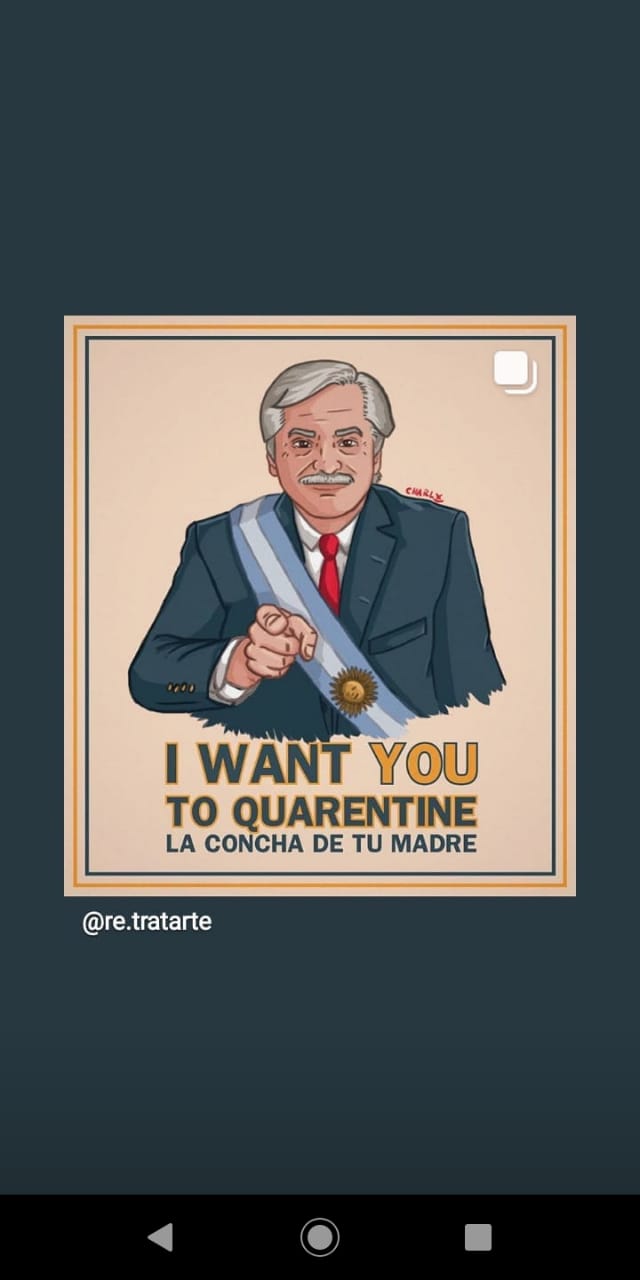 CHARLY
I WANT YOU
TO QUARENTINE
LA CONCHA DE TU MADRE
@re.tratarte